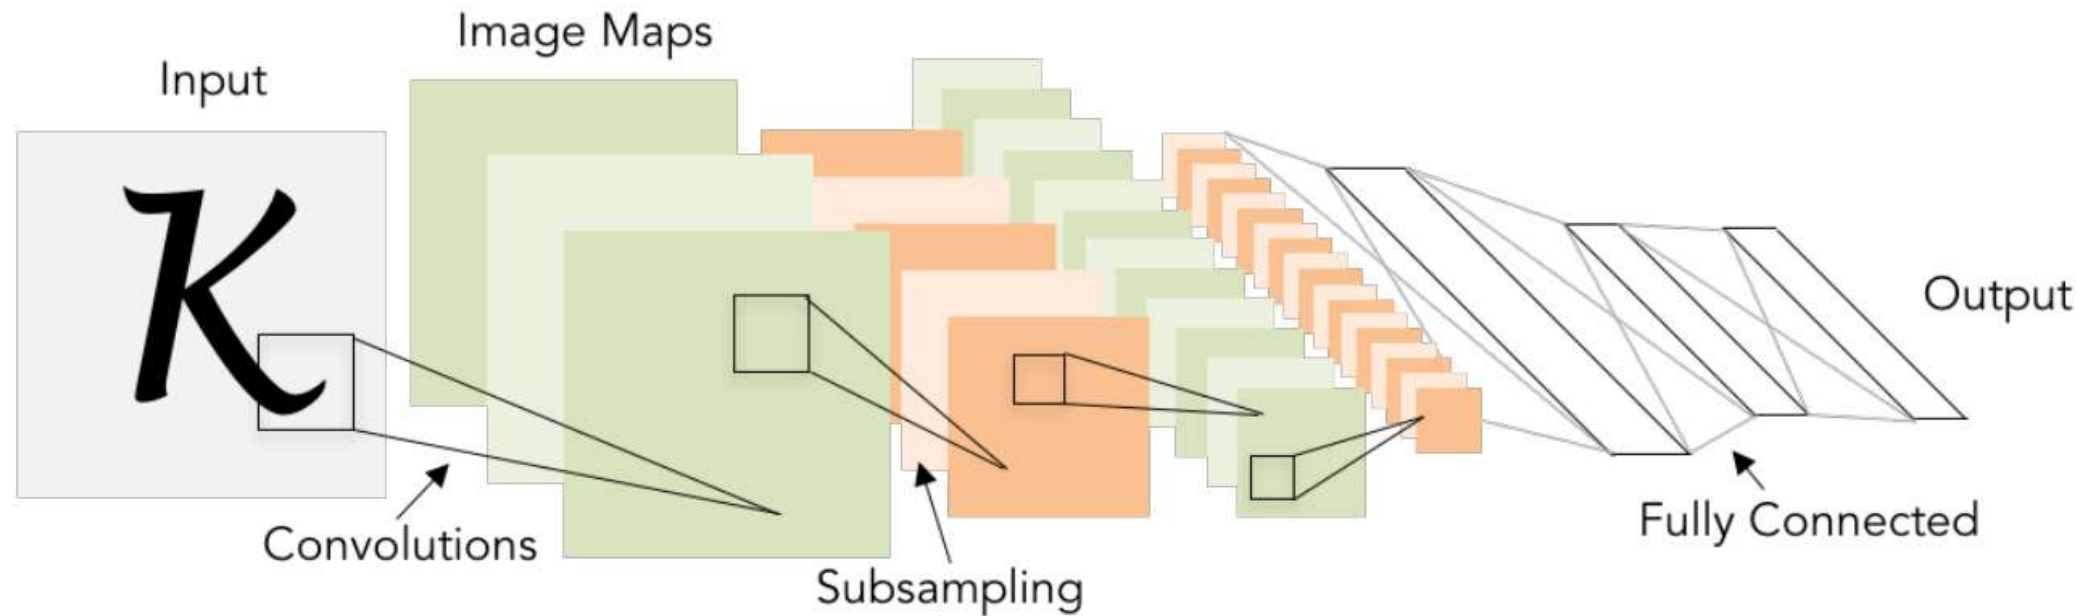 Image Maps
Input
K
Output
Convolutions
Subsampling
Fully Connected